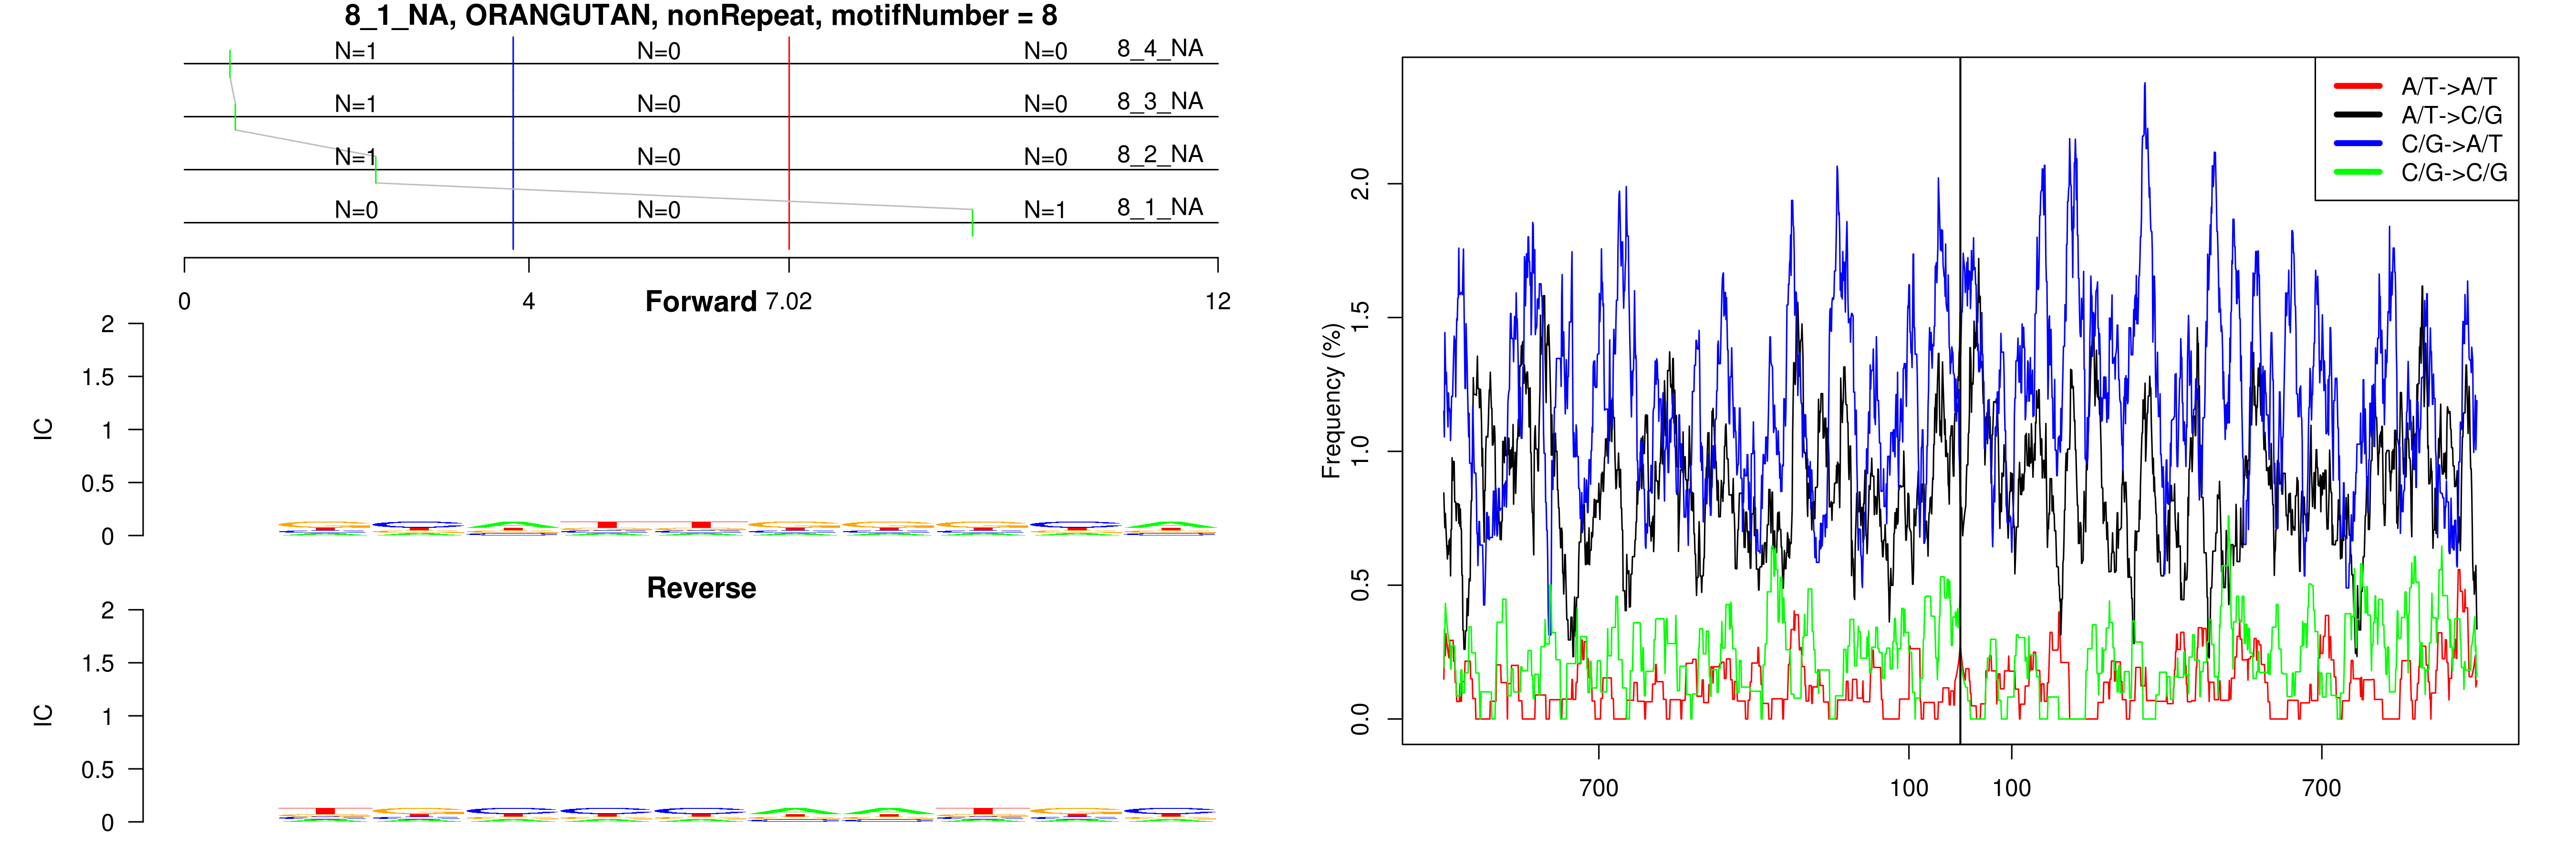 8_1_NA, ORANGUTAN, nonRepeat, motifNumber = 8
N=1 N=0 N=0 8_4_NA
N=1 N=0 N=0 8_3_NA
N=1 N=0 N=0 8_2_NA
N=0 N=0 N=1 8_1_NA
0 4 7.02 12
Forward
2
1.5
1
0.5
0
IC
G C A T T G G G C A
Reverse
2
1.5
1
0.5
0
IC
T G C C C A A T G C
A/T->A/T
A/T->C/G
C/G->A/T
C/G->C/G
Frequency (%)
2.0
1.5
1.0
0.5
0.0
700 100 100 700